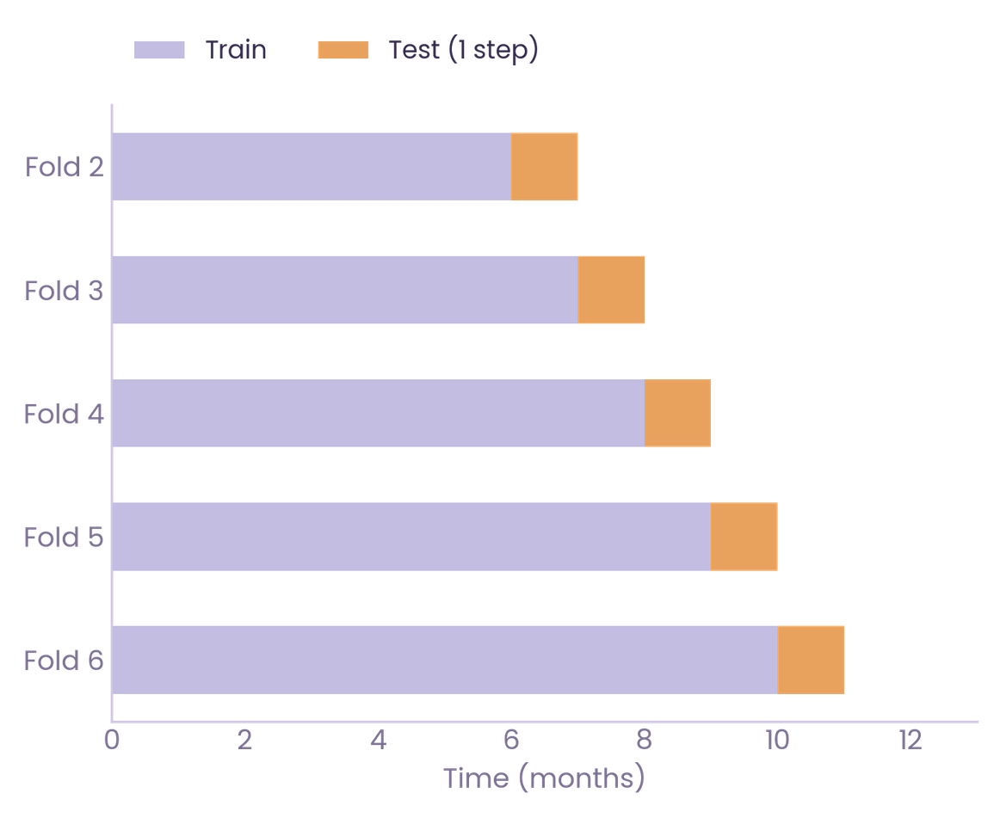 Train Test (1 step)
Fold 2
Fold 3
Fold 4
Fold 5
Fold 6
0 2 4 6 8 10 12
Time (months)